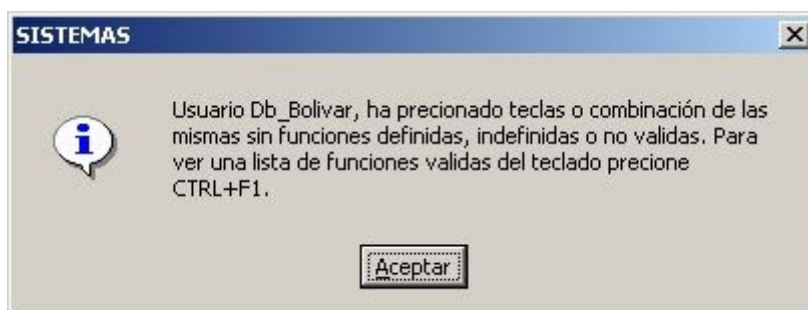 SISTEMAS
Usuario Db_Bolivar, ha precionado teclas o combinación de las
mismas sin funciones definidas, indefinidas o no validas. Para
ver una lista de funciones validas del teclado precione
CTRL+F1.
Aceptar